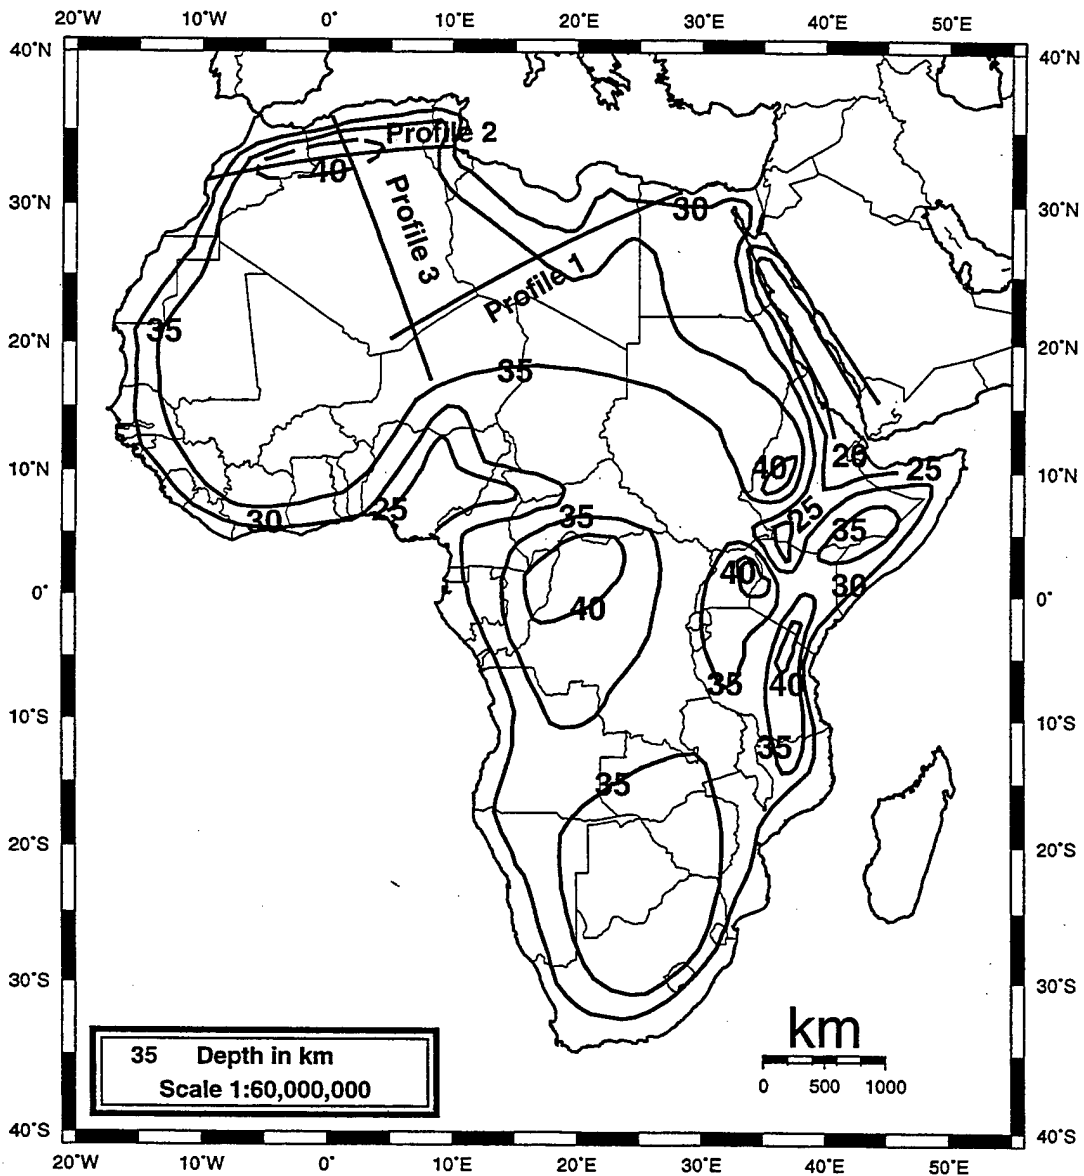 20°W 10°W 0° 10°E 20°E 30°E 40°E 50°E
40°N 40°N
Profile 2
40
30°N 30 30°N
Profile 3
Profile 1
35
20°N 20°N
35
40 20 25
10°N 10°N
30 25 35 25 35
40 30
0° 0°
40
35 40
10°S 10°S
35
35
20°S 20°S
30°S 30°S
km
35 Depth in km
Scale 1:60,000,000
0 500 1000
40°S 40°S
20°W 10°W 0° 10°E 20°E 30°E 40°E 50°E